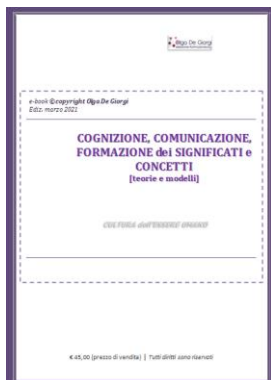 Olga De Giorgi
e-book ©copyright Olga De Giorgi
Ediz. marzo 2021
COGNIZIONE, COMUNICAZIONE,
FORMAZIONE dei SIGNIFICATI e
CONCETTI
[teorie e modelli]
CULTURA dell'ESSERE UMANO
€ 45,00 (prezzo di vendita) | Tutti diritti sono riservati